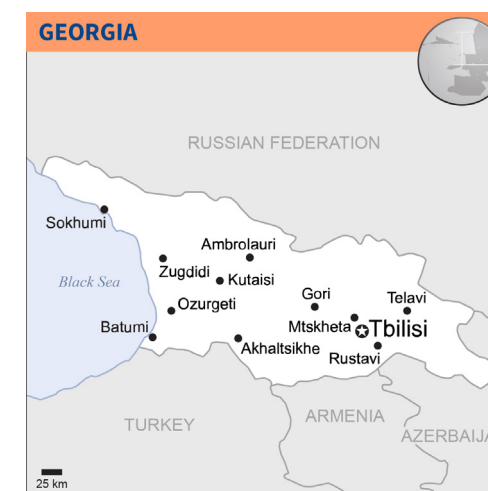 GEORGIA
RUSSIAN FEDERATION
Sokhumi
Ambrolauri
Zugdidi
Kutaisi
Black Sea
Gori
Telavi
Ozurgeti
Mtskheta
Tbilisi
Batumi
Akhaltsikhe
Rustavi
TURKEY
ARMENIA
AZERBAIJA
25 km